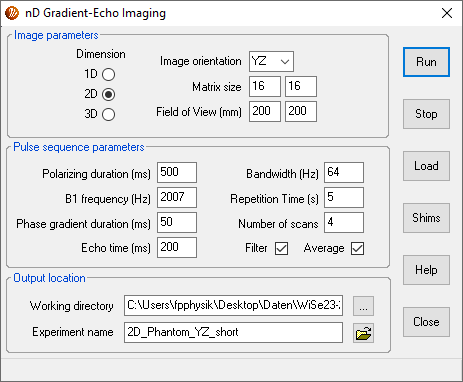 nD Gradient-Echo Imaging
Image parameters
Dimension
1D
2D
3D
Image orientation YZ
Matrix size 16 16
Field of View (mm) 200 200
Pulse sequence parameters
Polarizing duration (ms) 500 Bandwidth (Hz) 64
B1 frequency (Hz) 2007 Repetition Time (s) 5
Phase gradient duration (ms) 50 Number of scans 4
Echo time (ms) 200 Filter Average
Output location
Working directory C:\Users\fpphysik\Desktop\Daten\WiSe23-2 ...
Experiment name 2D_Phantom_YZ_short
Run
Stop
Load
Shims
Help
Close